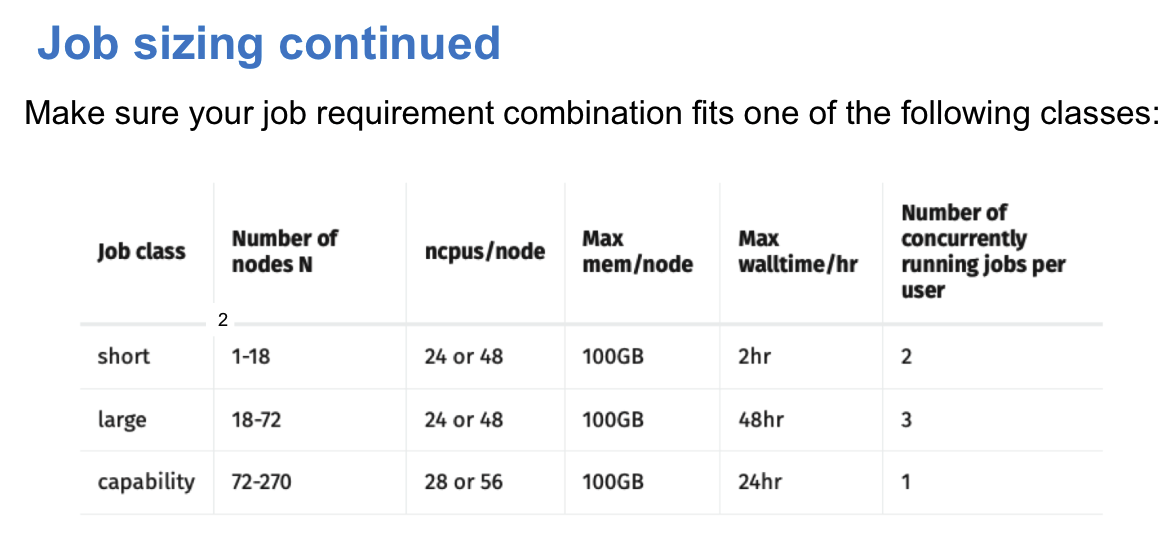 Job sizing continued
Make sure your job requirement combination fits one of the following classes:
Job class Number of nodes N ncpus/node Max mem/node Max walltime/hr Number of concurrently running jobs per user
2
short 1-18 24 or 48 100GB 2hr 2
large 18-72 24 or 48 100GB 48hr 3
capability 72-270 28 or 56 100GB 24hr 1